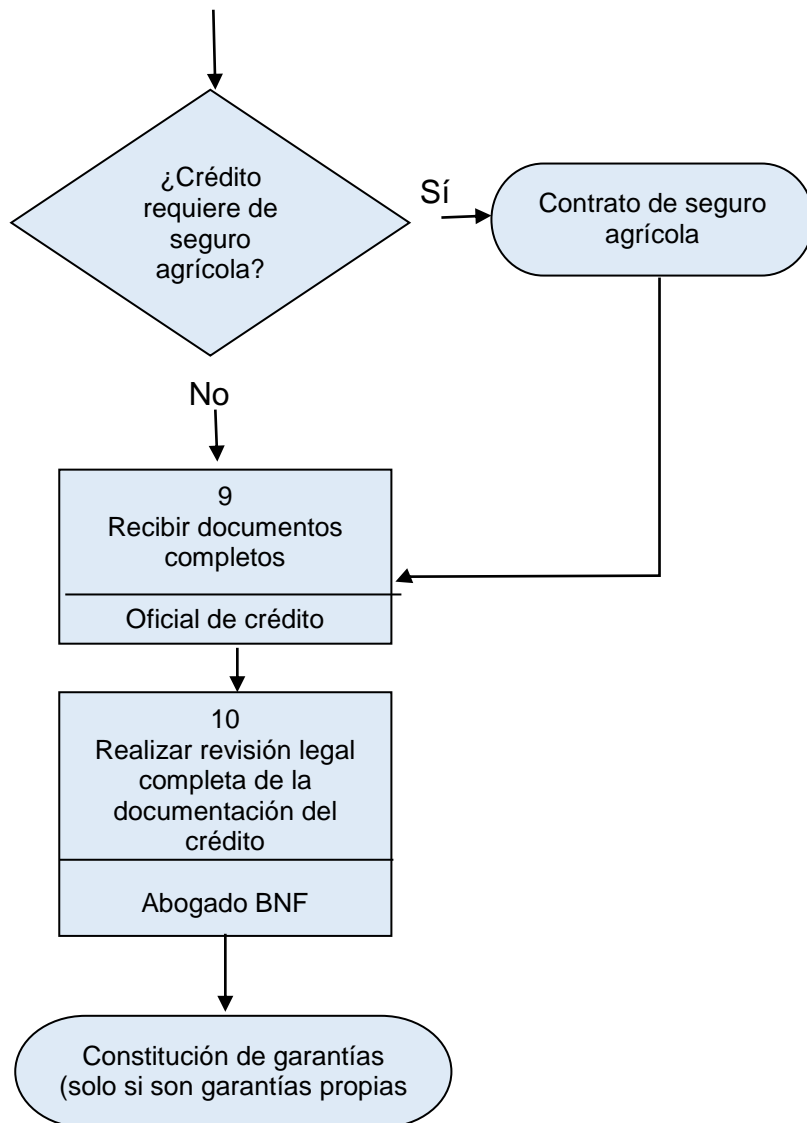 ¿Crédito
requiere de
seguro
agrícola?
Sí
Contrato de seguro
agrícola
No
9
Recibir documentos
completos
Oficial de crédito
10
Realizar revisión legal
completa de la
documentación del
crédito
Abogado BNF
Constitución de garantías
(solo si son garantías propias